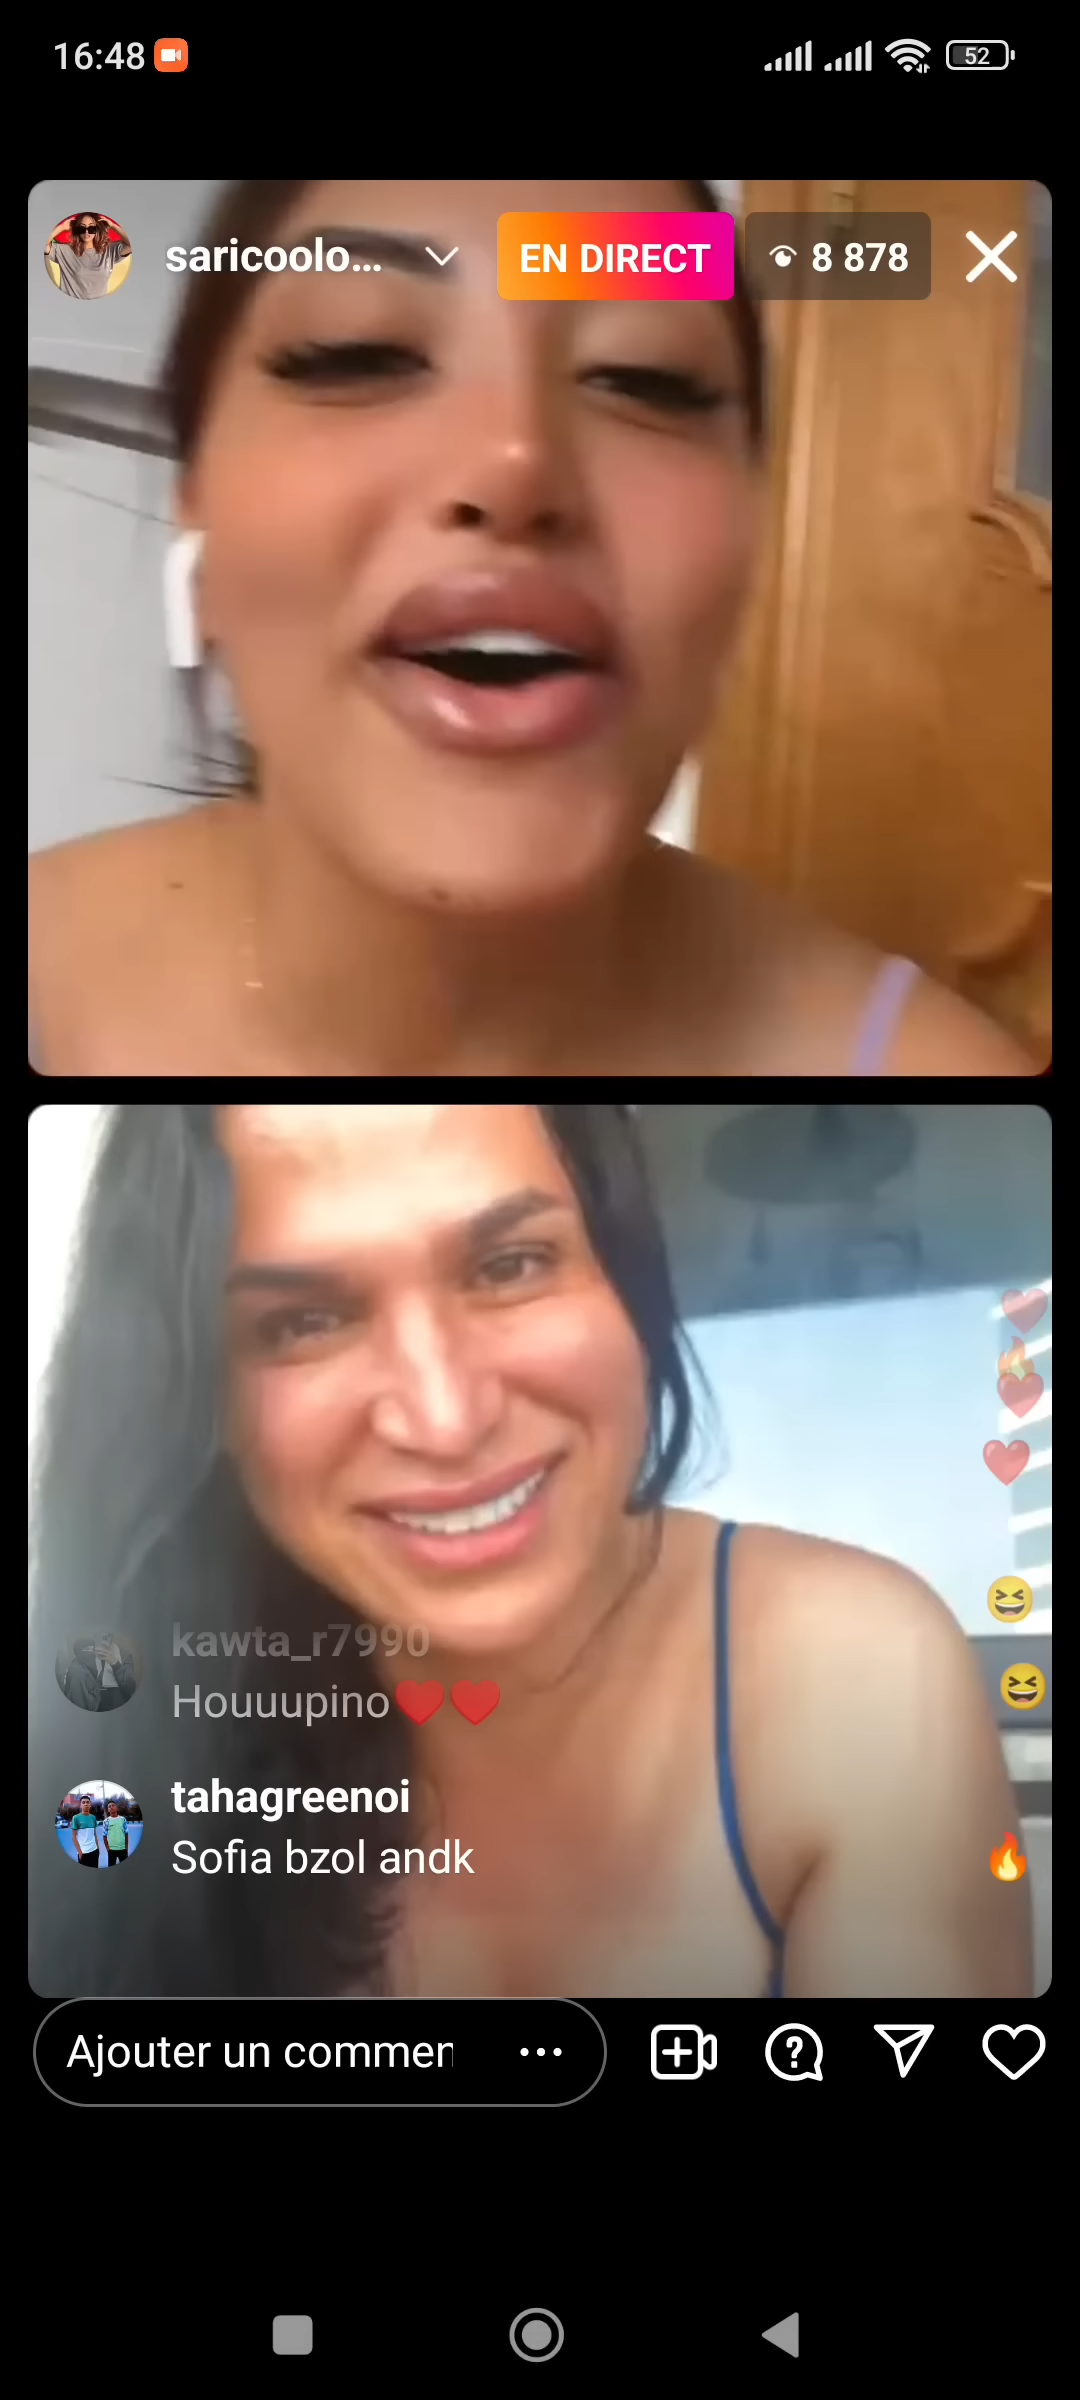 16:48
52
saricoolo...
EN DIRECT
8 878
kawta_r7990
Houuupino❤️❤️
tahagreenoi
Sofia bzol andk
Ajouter un commen